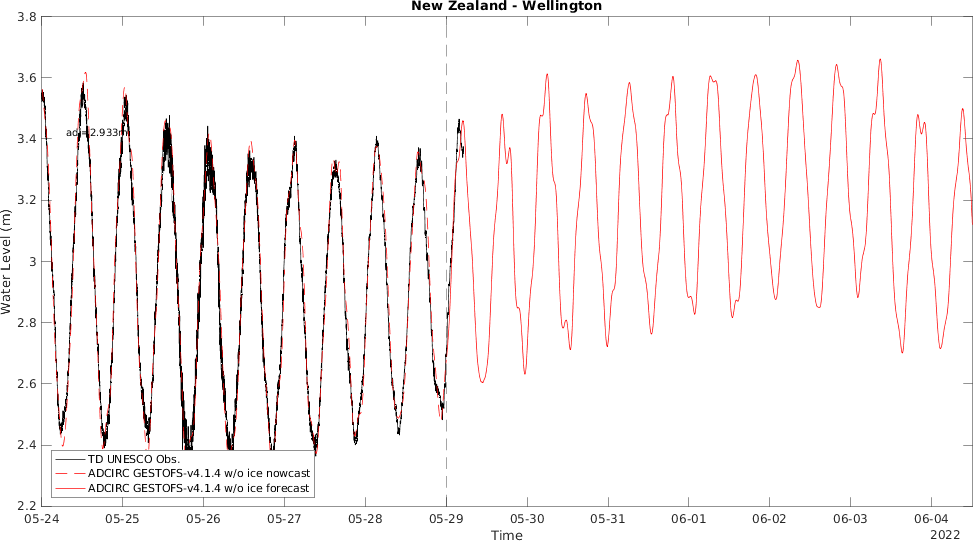 New Zealand - Wellington
3.8
3.6
3.4
3.2
3
2.8
2.6
2.4
2.2
Water Level (m)
adj=2.933m
TD UNESCO Obs.
ADCIRC GESTOFS-v4.1.4 w/o ice nowcast
ADCIRC GESTOFS-v4.1.4 w/o ice forecast
05-24 05-25 05-26 05-27 05-28 05-29 05-30 05-31 06-01 06-02 06-03 06-04
Time
2022